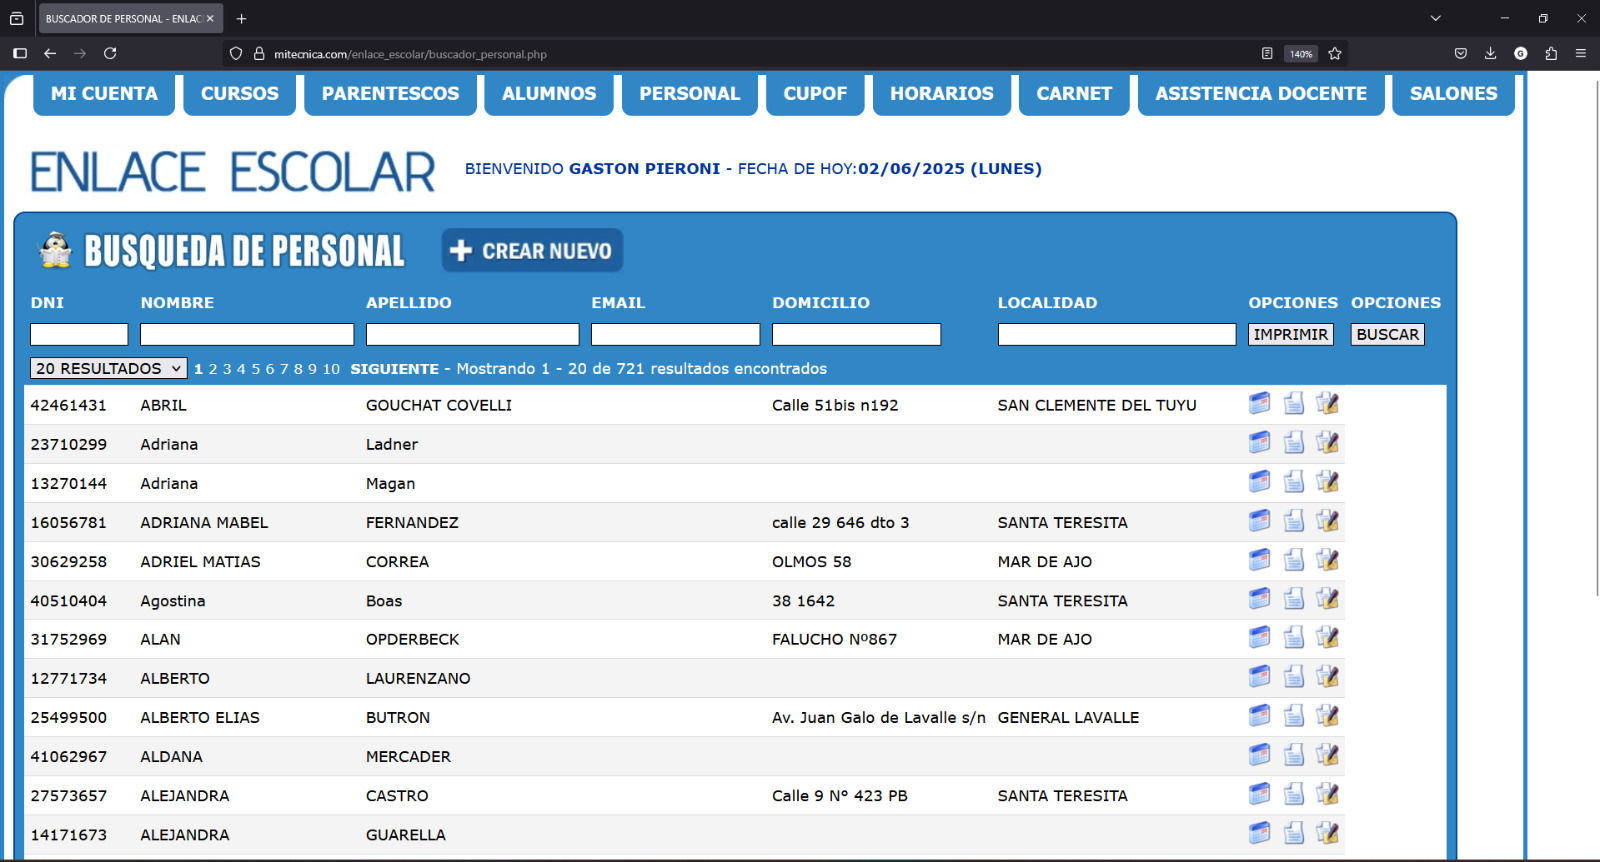 BUSCADOR DE PERSONAL - ENLAC
mitecnica.com/enlace_escolar/buscador_personal.php 140%
MI CUENTA CURSOS PARENTESCOS ALUMNOS PERSONAL CUPOF HORARIOS CARNET ASISTENCIA DOCENTE SALONES
ENLACE ESCOLAR BIENVENIDO GASTON PIERONI - FECHA DE HOY:02/06/2025 (LUNES)
BUSQUEDA DE PERSONAL + CREAR NUEVO
DNI NOMBRE APELLIDO EMAIL DOMICILIO LOCALIDAD OPCIONES OPCIONES
IMPRIMIR BUSCAR
20 RESULTADOS 1 2 3 4 5 6 7 8 9 10 SIGUIENTE - Mostrando 1 - 20 de 721 resultados encontrados
42461431 ABRIL GOUCHAT COVELLI Calle 51bis n192 SAN CLEMENTE DEL TUYU
23710299 Adriana Ladner
13270144 Adriana Magan
16056781 ADRIANA MABEL FERNANDEZ calle 29 646 dto 3 SANTA TERESITA
30629258 ADRIEL MATIAS CORREA OLMOS 58 MAR DE AJO
40510404 Agostina Boas 38 1642 SANTA TERESITA
31752969 ALAN OPDERBECK FALUCHO Nº867 MAR DE AJO
12771734 ALBERTO LAURENZANO
25499500 ALBERTO ELIAS BUTRON Av. Juan Galo de Lavalle s/n GENERAL LAVALLE
41062967 ALDANA MERCADER
27573657 ALEJANDRA CASTRO Calle 9 N° 423 PB SANTA TERESITA
14171673 ALEJANDRA GUARELLA